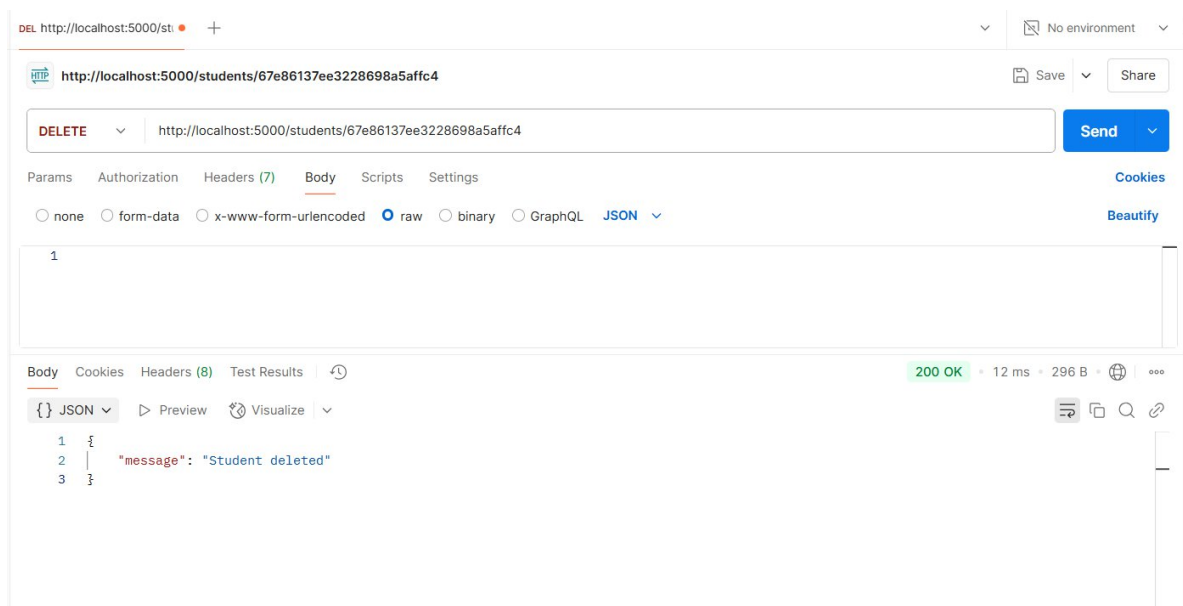 DEL http://localhost:5000/st
No environment
HTTP http://localhost:5000/students/67e86137ee3228698a5affc4
Save
Share
DELETE http://localhost:5000/students/67e86137ee3228698a5affc4
Send
Params Authorization Headers (7) Body Scripts Settings Cookies
none form-data x-www-form-urlencoded raw binary GraphQL JSON Beautify
1
Body Cookies Headers (8) Test Results 200 OK • 12 ms • 296 B
{} JSON Preview Visualize
1 {
2 "message": "Student deleted"
3 }